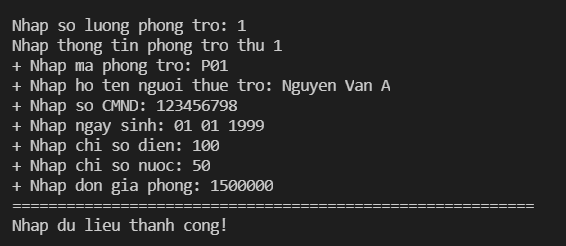 Nhap so luong phong tro: 1
Nhap thong tin phong tro thu 1
+ Nhap ma phong tro: P01
+ Nhap ho ten nguoi thue tro: Nguyen Van A
+ Nhap so CMND: 123456798
+ Nhap ngay sinh: 01 01 1999
+ Nhap chi so dien: 100
+ Nhap chi so nuoc: 50
+ Nhap don gia phong: 1500000
==========================================================
Nhap du lieu thanh cong!